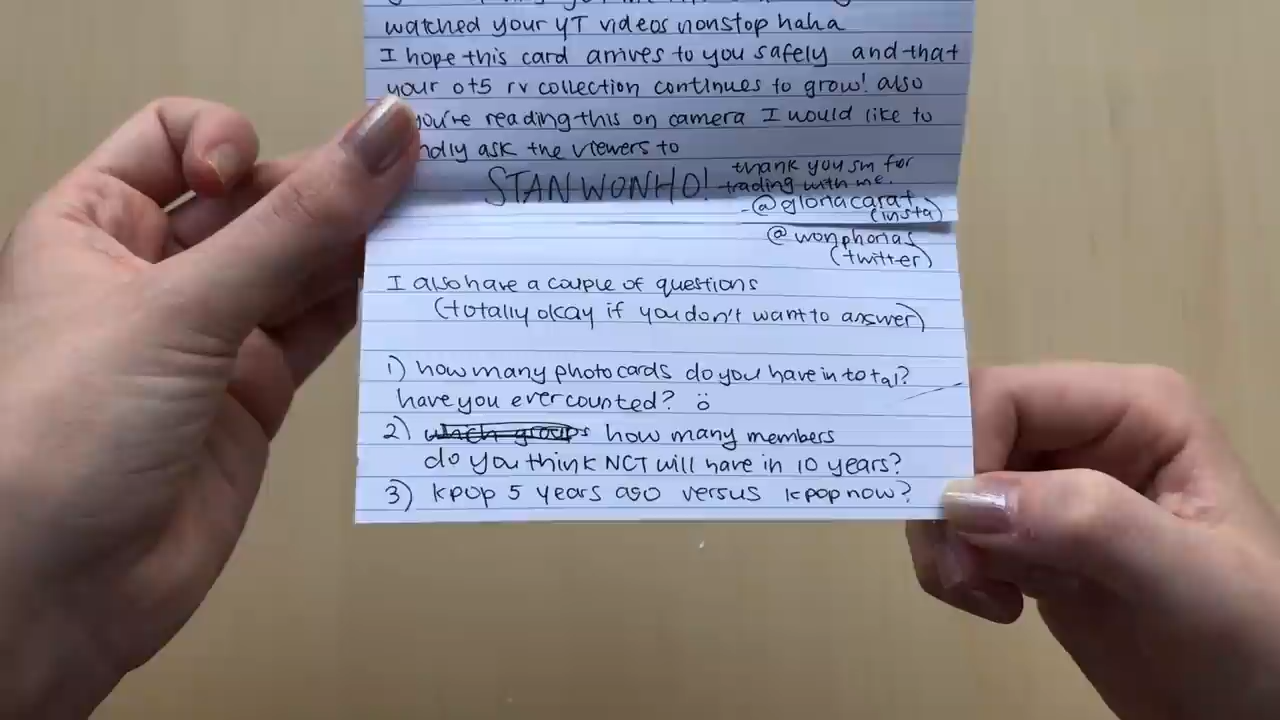 watched your YT videos nonstop haha
I hope this card arrives to you safely and that
your ot5 rv collection continues to grow! also
you're reading this on camera I would like to
ask the viewers to
STAN WONHO! thank you sm for
trading with me.
-@gloriacarat
(insta)
@wonphorias
(twitter)
I also have a couple of questions
(totally okay if you don't want to answer)
1) how many photocards do you have in total?
have you ever counted? ö
2) which groups how many members
do you think NCT will have in 10 years?
3) kpop 5 years ago versus kpop now?